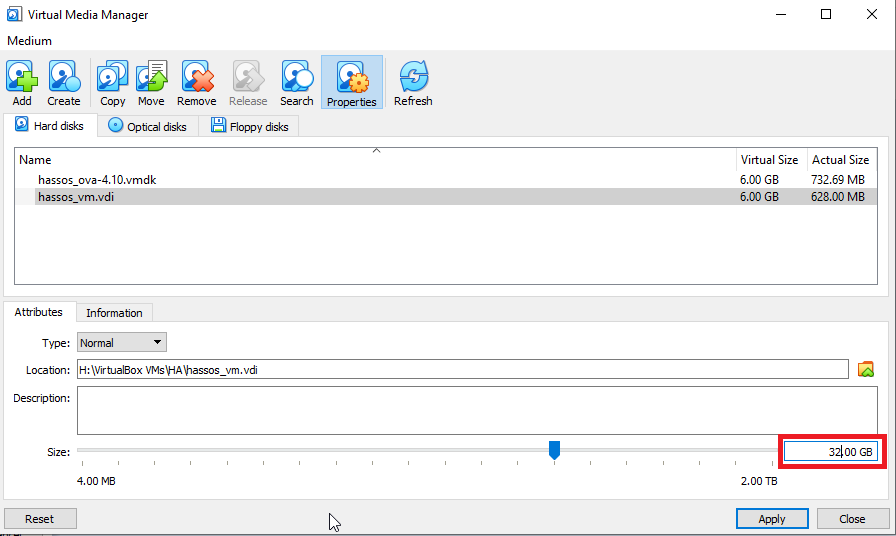 Virtual Media Manager
Medium
Add Create Copy Move Remove Release Search Properties Refresh
Hard disks Optical disks Floppy disks
Name Virtual Size Actual Size
hassos_ova-4.10.vmdk 6.00 GB 732.69 MB
hassos_vm.vdi 6.00 GB 628.00 MB
Attributes Information
Type: Normal
Location: H:\VirtualBox VMs\HA\hassos_vm.vdi
Description:
Size: 32.00 GB
4.00 MB 2.00 TB
Reset Apply Close